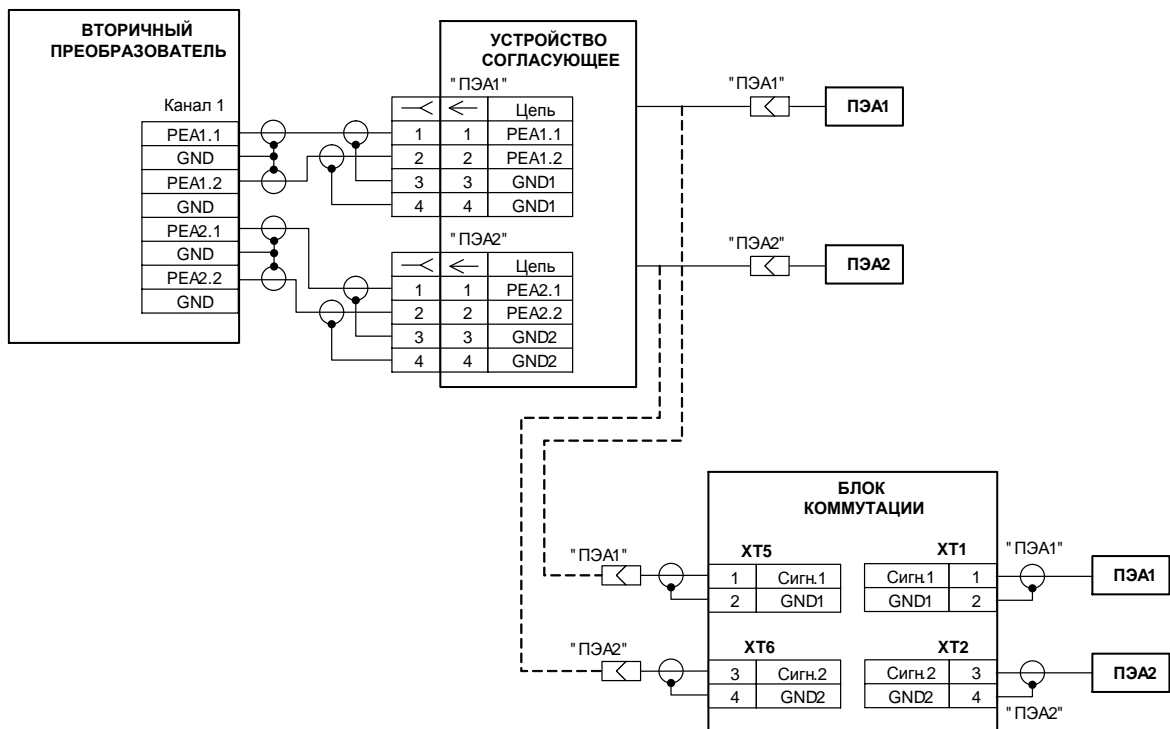 ВТОРИЧНЫЙ
ПРЕОБРАЗОВАТЕЛЬ
Канал 1
PEA1.1
GND
PEA1.2
GND
PEA2.1
GND
PEA2.2
GND
УСТРОЙСТВО
СОГЛАСУЮЩЕЕ
"ПЭА1"
Цепь
1 1 PEA1.1
2 2 PEA1.2
3 3 GND1
4 4 GND1
"ПЭА2"
Цепь
1 1 PEA2.1
2 2 PEA2.2
3 3 GND2
4 4 GND2
"ПЭА1"
ПЭА1
"ПЭА2"
ПЭА2
БЛОК
КОММУТАЦИИ
"ПЭА1"
XT5
1 Сигн.1
2 GND1
XT1
Сигн.1 1
GND1 2
"ПЭА1"
ПЭА1
"ПЭА2"
XT6
3 Сигн.2
4 GND2
XT2
Сигн.2 3
GND2 4
ПЭА2
"ПЭА2"